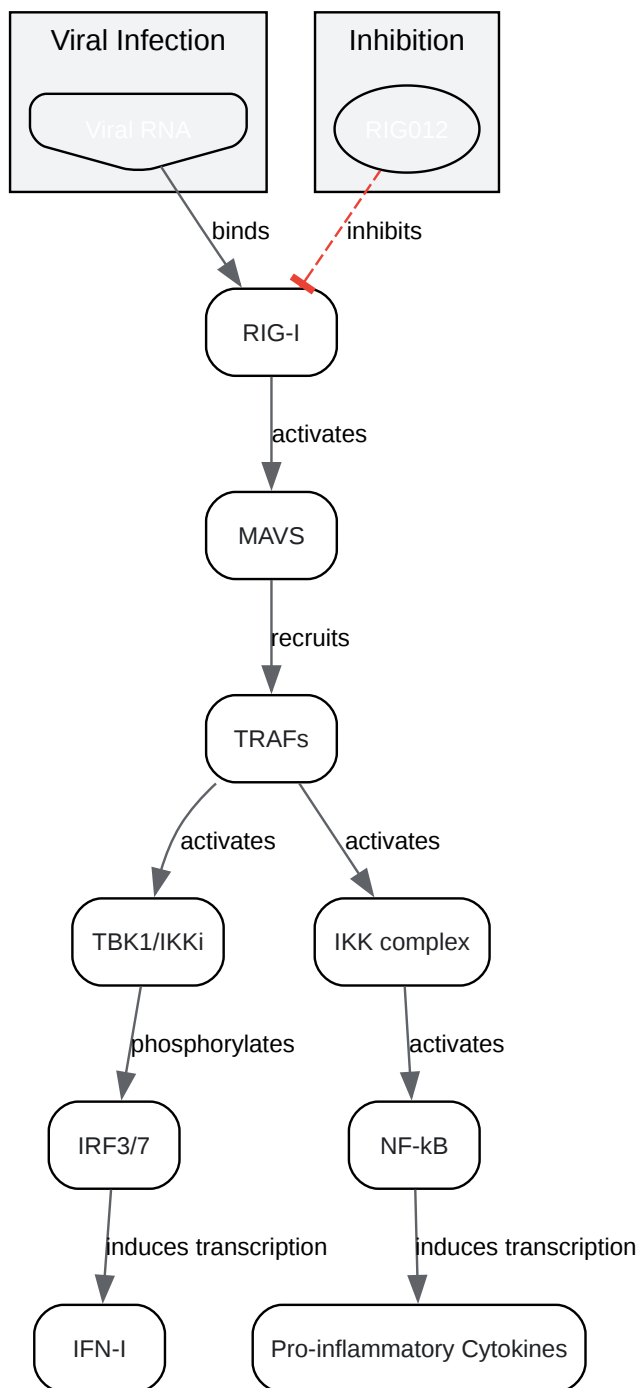 Viral Infection
Inhibition
Viral RNA
RIG012
binds
inhibits
RIG-I
activates
MAVS
recruits
TRAFs
activates
activates
TBK1/IKKi
IKK complex
phosphorylates
activates
IRF3/7
NF-kB
induces transcription
induces transcription
IFN-I
Pro-inflammatory Cytokines